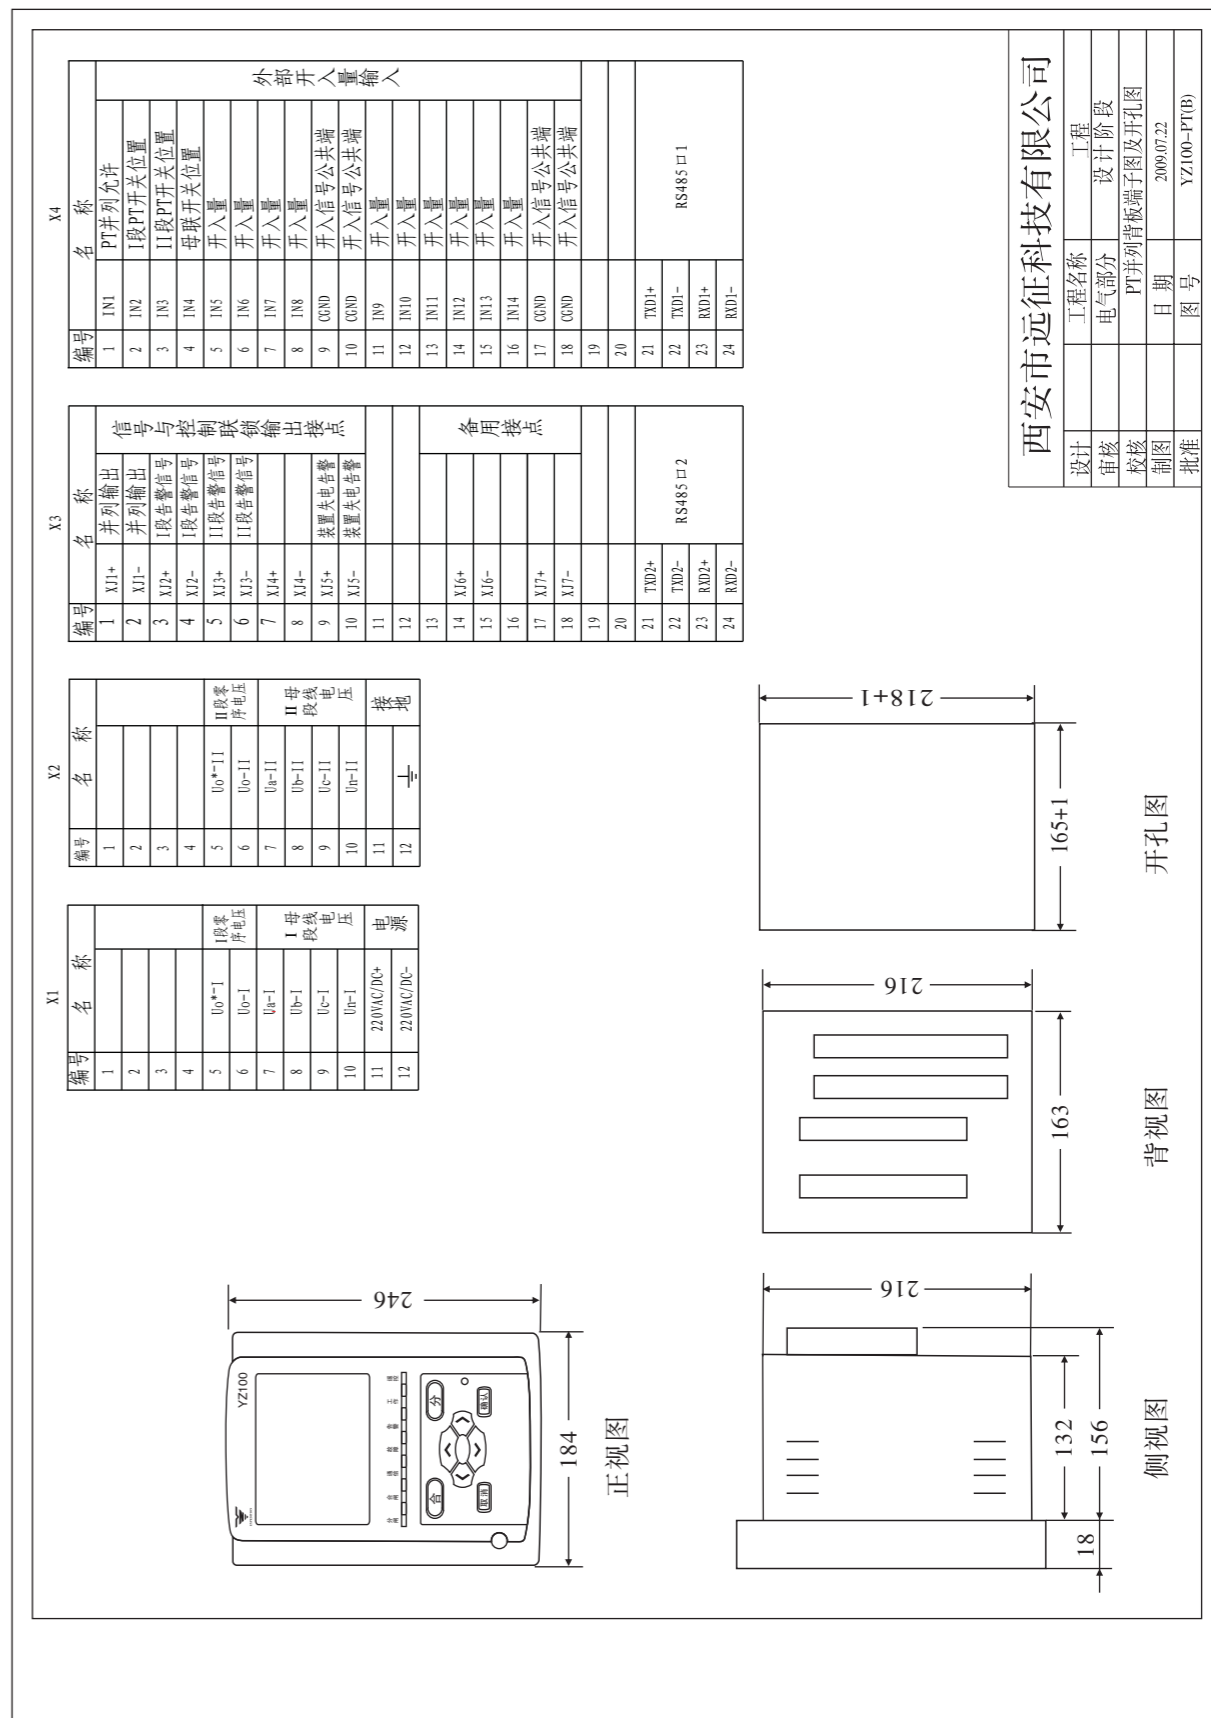 X1
编号 名 称
1
2
3
4
5 Uo*-I I段零序电压
6 Uo-I
7 Ua-I I 母段线电压
8 Ub-I
9 Uc-I
10 Un-I
11 220VAC/DC+ 电源
12 220VAC/DC-
X2
编号 名 称
1
2
3
4
5 Uo*-II II段零序电压
6 Uo-II
7 Ua-II II 母段线电压
8 Ub-II
9 Uc-II
10 Un-II
11 接地
12
X3
编号 名 称
1 XJ1+ 并列输出 信号与控制联锁输出接点
2 XJ1- 并列输出
3 XJ2+ I段告警信号
4 XJ2- I段告警信号
5 XJ3+ II段告警信号
6 XJ3- II段告警信号
7 XJ4+
8 XJ4-
9 XJ5+ 装置失电告警
10 XJ5- 装置失电告警
11
12
13 备用接点
14 XJ6+
15 XJ6-
16
17 XJ7+
18 XJ7-
19
20
21 TXD2+ RS485口2
22 TXD2-
23 RXD2+
24 RXD2-
X4
编号 名 称
1 IN1 PT并列允许 外部开入量输入
2 IN2 I段PT开关位置
3 IN3 II段PT开关位置
4 IN4 母联开关位置
5 IN5 开入量
6 IN6 开入量
7 IN7 开入量
8 IN8 开入量
9 CGND 开入信号公共端
10 CGND 开入信号公共端
11 IN9 开入量
12 IN10 开入量
13 IN11 开入量
14 IN12 开入量
15 IN13 开入量
16 IN14 开入量
17 CGND 开入信号公共端
18 CGND 开入信号公共端
19
20
21 TXD1+ RS485口1
22 TXD1-
23 RXD1+
24 RXD1-
YZ100
合 分
取消 确认
246
184
正视图
216
18
132
156
侧视图
216
163
背视图
218+1
165+1
开孔图
西安市远征科技有限公司
设计 工程名称 工程
审核 电气部分 设计阶段
校核 PT并列背板端子图及开孔图
制图 日 期 2009.07.22
批准 图 号 YZ100-PT(B)